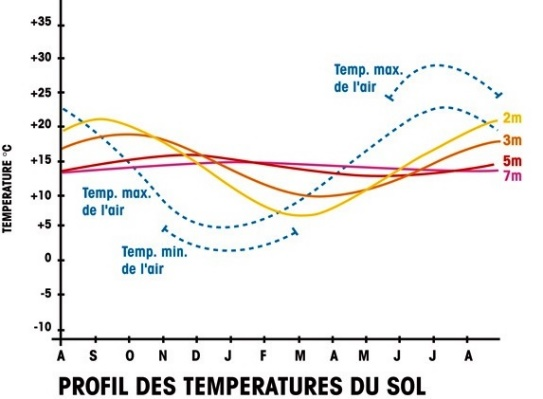 +35
+30
Temp. max.
de l'air
+25
+20
2m
3m
+15
5m
7m
TEMPERATURE °C
+10
Temp. max.
de l'air
+5
Temp. min.
de l'air
0
-5
-10
A S O N D J F M A M J J A
PROFIL DES TEMPERATURES DU SOL